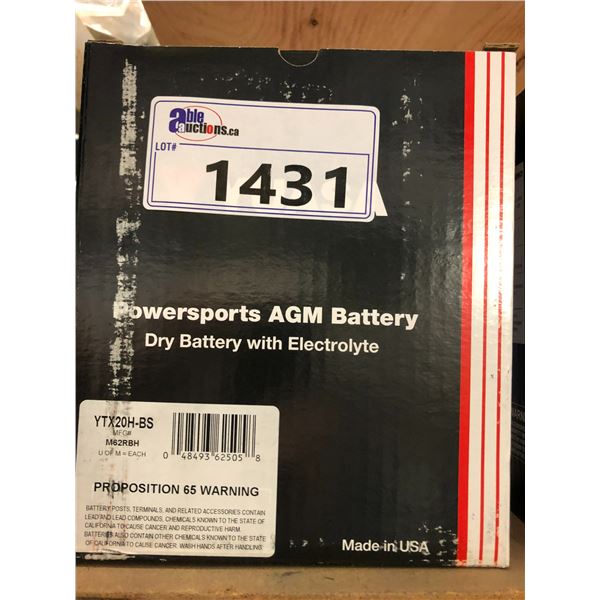 able
auctions.ca
LOT#
1431
A
Powersports AGM Battery
Dry Battery with Electrolyte
YTX20H-BS
MFG#
M62RBH
U OF M = EACH
0 48493 62505 8
PROPOSITION 65 WARNING
BATTERY POSTS, TERMINALS, AND RELATED ACCESSORIES CONTAIN
LEAD AND LEAD COMPOUNDS, CHEMICALS KNOWN TO THE STATE OF
CALIFORNIA TO CAUSE CANCER AND REPRODUCTIVE HARM.
BATTERIES ALSO CONTAIN OTHER CHEMICALS KNOWN TO THE STATE
OF CALIFORNIA TO CAUSE CANCER. WASH HANDS AFTER HANDLING.
Made in USA